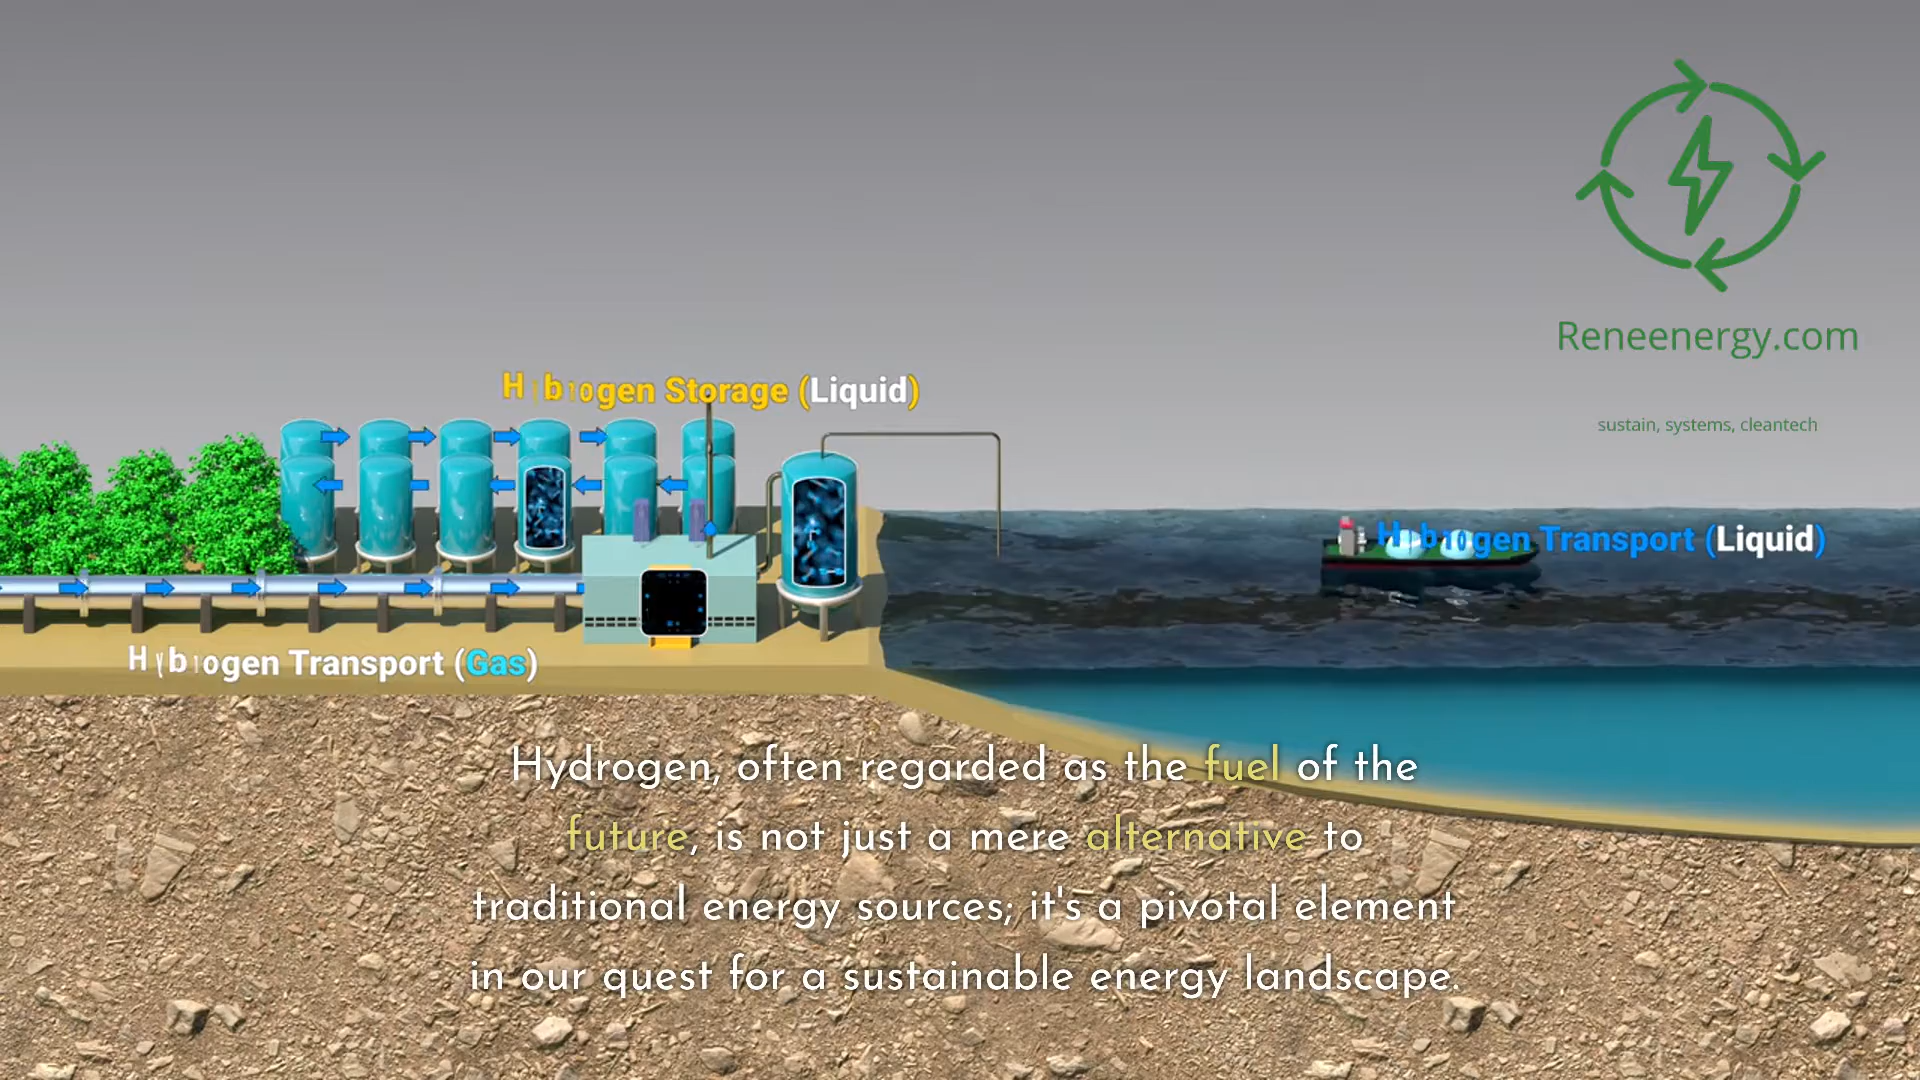 Reneenergy.com
sustain, systems, cleantech
Storage (Liquid)
Transport (Liquid)
Transport (Gas)
Hydrogen, often regarded as the fuel of the
future, is not just a mere alternative to
traditional energy sources; it's a pivotal element
in our quest for a sustainable energy landscape.